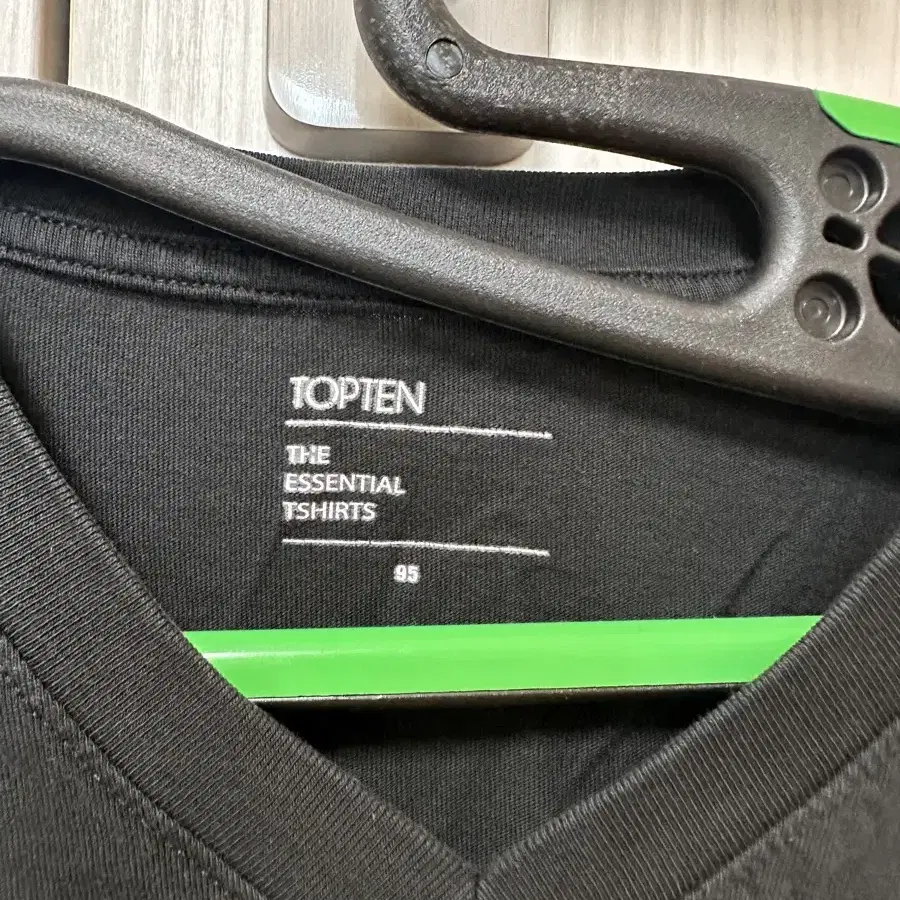 TOPTEN
THE
ESSENTIAL
TSHIRTS
95